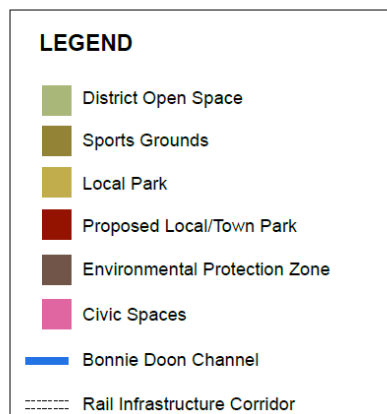 LEGEND
District Open Space
Sports Grounds
Local Park
Proposed Local/Town Park
Environmental Protection Zone
Civic Spaces
Bonnie Doon Channel
Rail Infrastructure Corridor